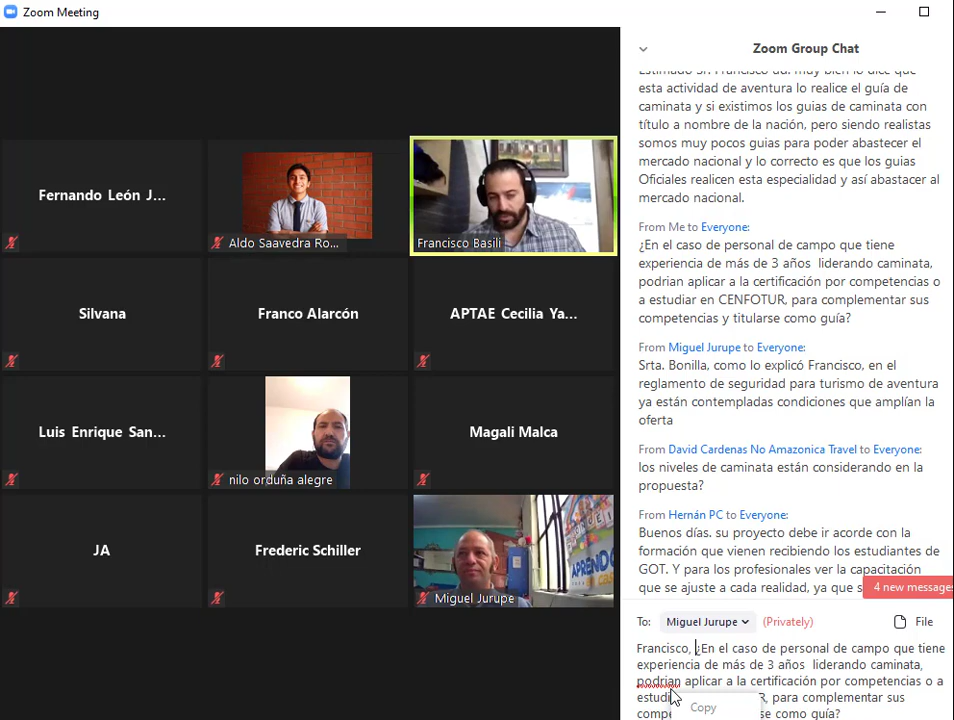 Zoom Meeting
Zoom Group Chat
Fernando León J...
Aldo Saavedra Ro...
Francisco Basili
Silvana
Franco Alarcón
APTAE Cecilia Ya...
Luis Enrique San...
nilo orduña alegre
Magali Malca
JA
Frederic Schiller
Miguel Jurupe
esta actividad de aventura lo realice el guía de
caminata y si existimos los guias de caminata con
título a nombre de la nación, pero siendo realistas
somos muy pocos guias para poder abastecer el
mercado nacional y lo correcto es que los guias
Oficiales realicen esta especialidad y así abastacer al
mercado nacional.
From Me to Everyone:
¿En el caso de personal de campo que tiene
experiencia de más de 3 años  liderando caminata,
podrian aplicar a la certificación por competencias o
a estudiar en CENFOTUR, para complementar sus
competencias y titularse como guía?
From Miguel Jurupe to Everyone:
Srta. Bonilla, como lo explicó Francisco, en el
reglamento de seguridad para turismo de aventura
ya están contempladas condiciones que amplían la
oferta
From David Cardenas No Amazonica Travel to Everyone:
los niveles de caminata están considerando en la
propuesta?
From Hernán PC to Everyone:
Buenos días. su proyecto debe ir acorde con la
formación que vienen recibiendo los estudiantes de
GOT. Y para los profesionales ver la capacitación
que se ajuste a cada realidad, ya que s
4 new messages
To: Miguel Jurupe (Privately) File
Francisco, ¿En el caso de personal de campo que tiene
experiencia de más de 3 años  liderando caminata,
podrian aplicar a la certificación por competencias o a
estudi R, para complementar sus
compe se como guía?
Copy